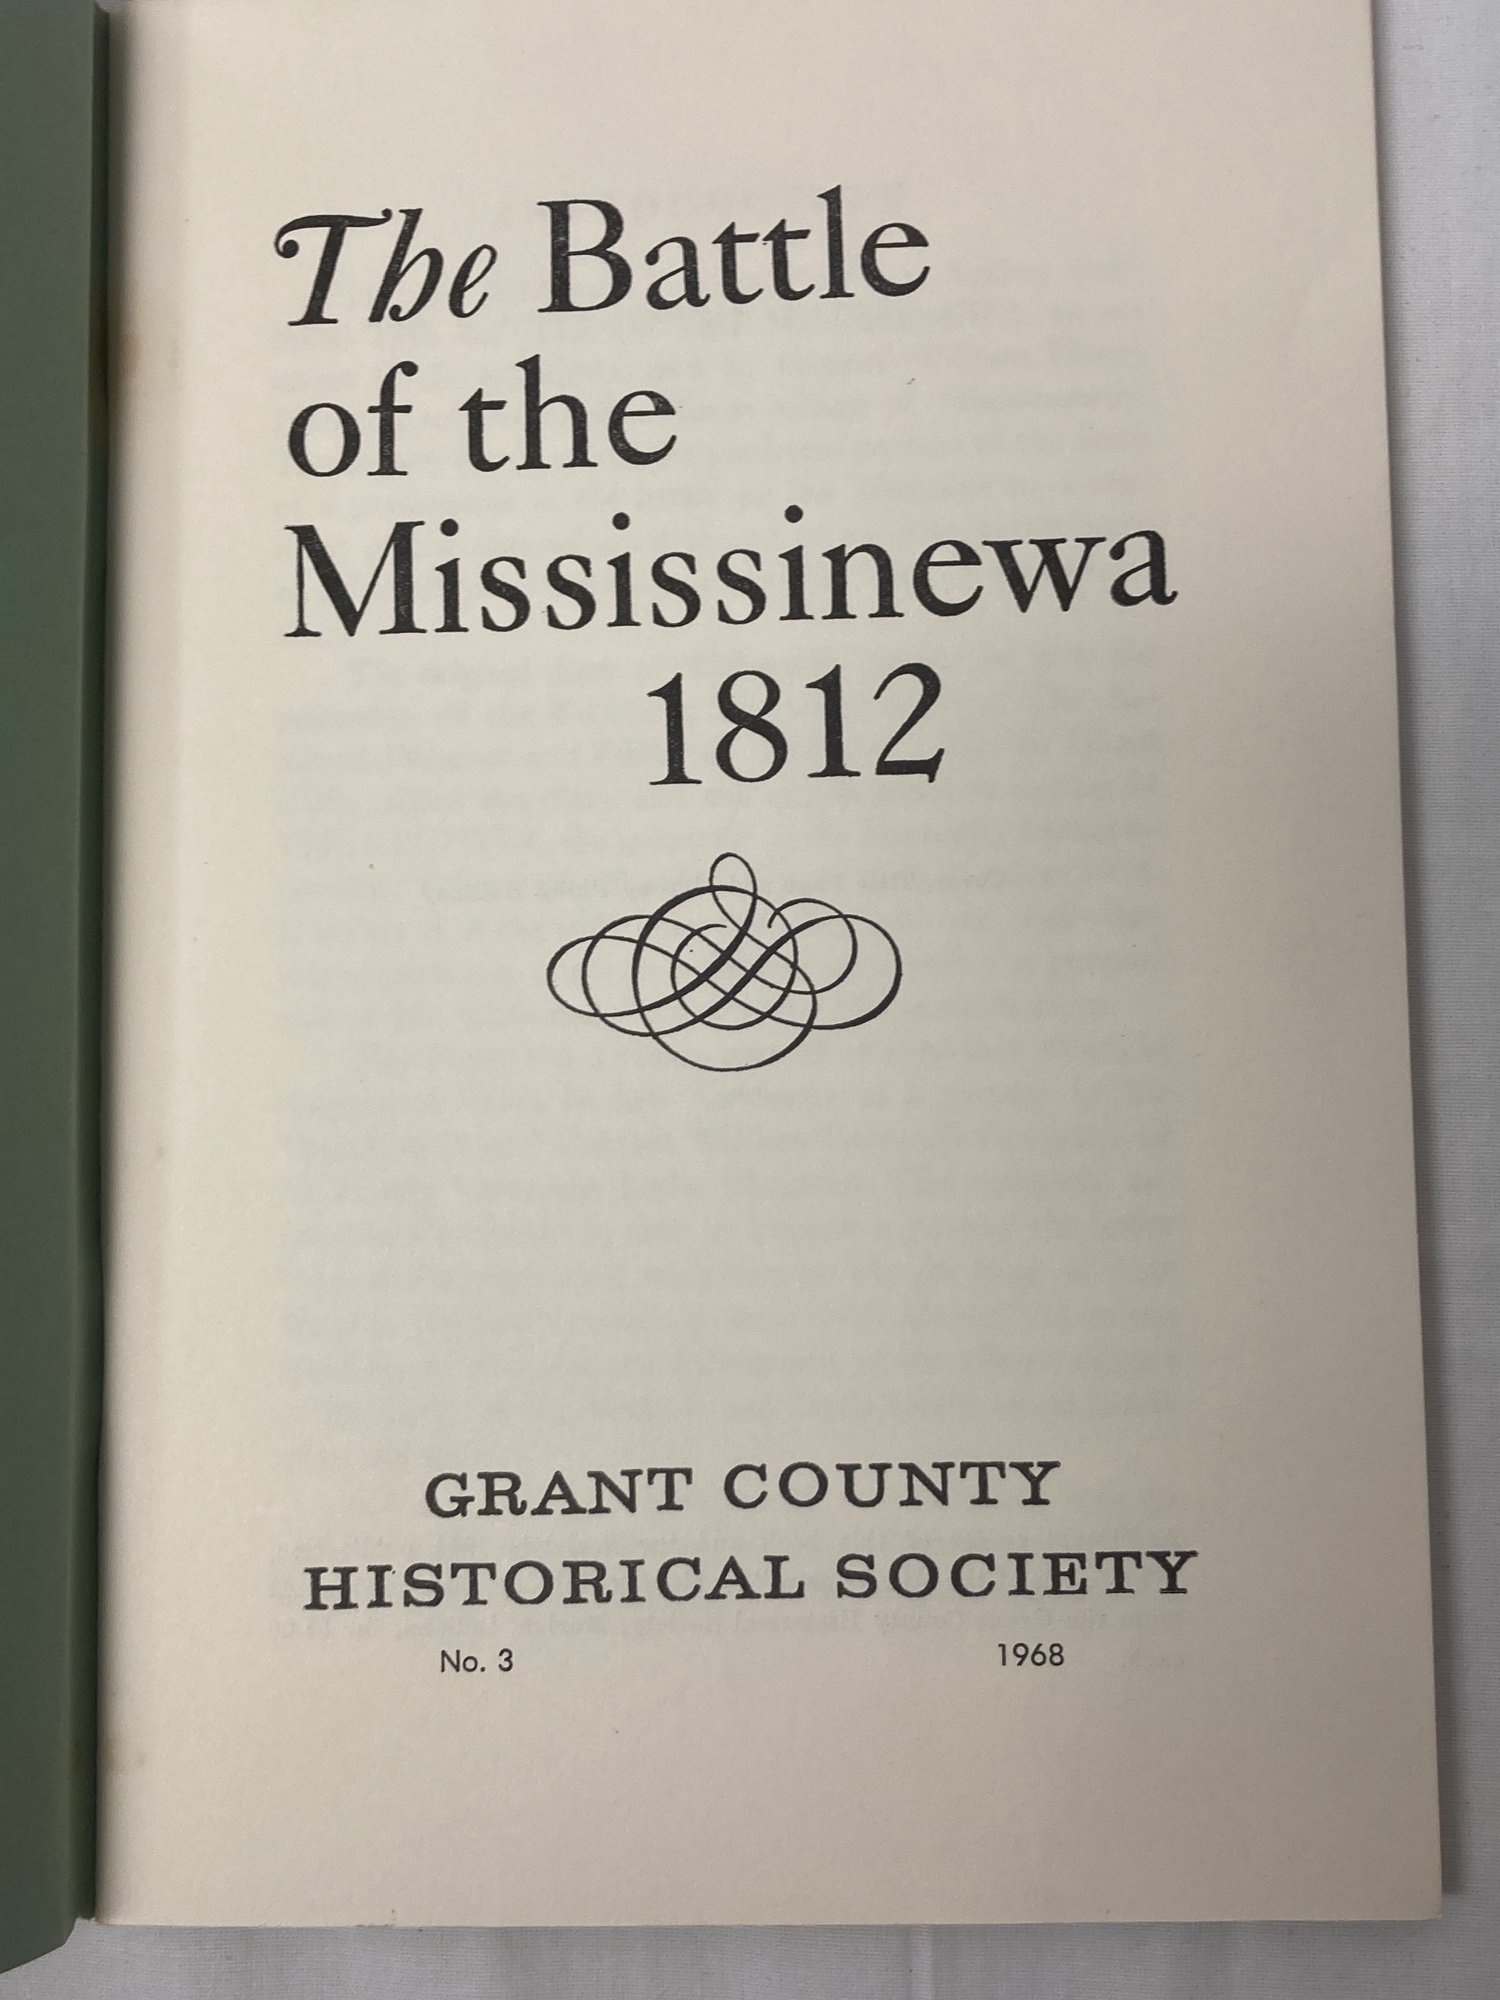 The Battle
of the
Mississinewa
1812
GRANT COUNTY
HISTORICAL SOCIETY
No. 3 1968